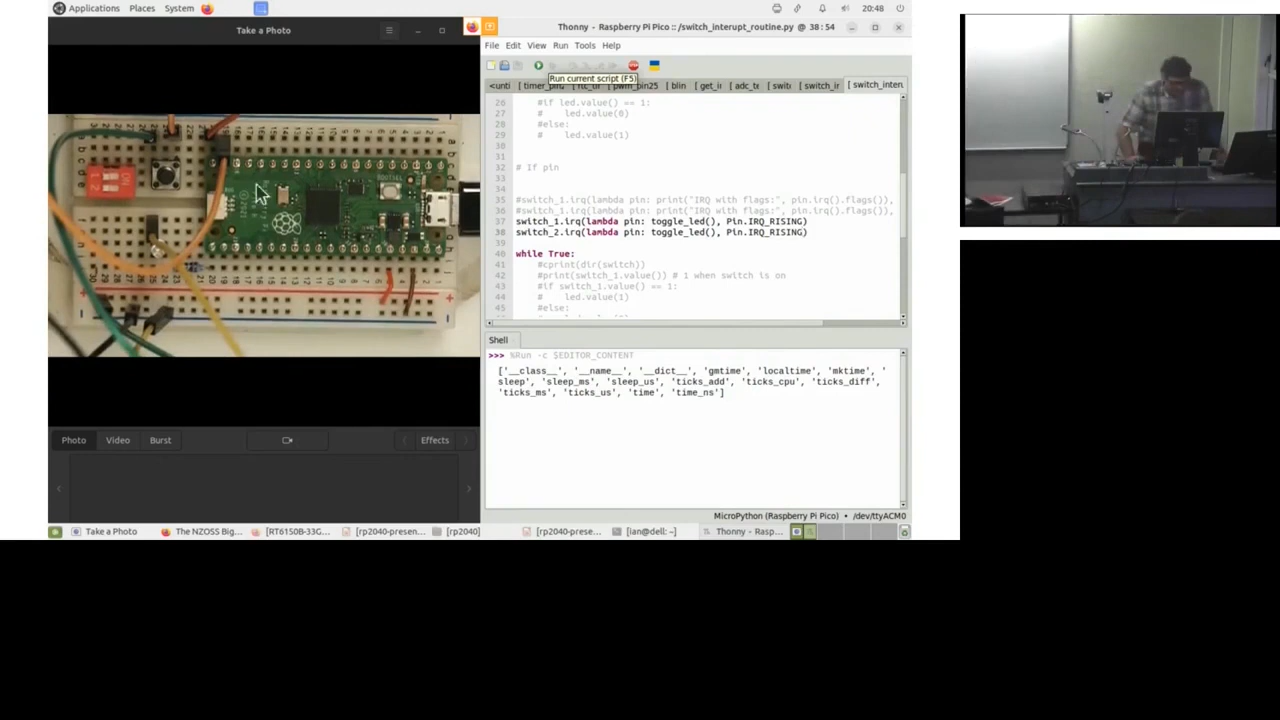 Applications Places System
20:48
Take a Photo
Thonny - Raspberry Pi Pico :: /switch_interupt_routine.py @ 38:54
File Edit View Run Tools Help
Run current script (F5)
<unti
[ blin
[ get_i
[ switch_ir
[ switch_inter
26 #if led.value() == 1:
27 # led.value(0)
28 #else:
29 # led.value(1)
30
31
32 # If pin
33
34
35 #switch_1.irq(lambda pin: print("IRQ with flags:", pin.irq().flags()),
36 #switch_1.irq(lambda pin: print("IRQ with flags:", pin.irq().flags()),
37 switch_1.irq(lambda pin: toggle_led(), Pin.IRQ_RISING)
38 switch_2.irq(lambda pin: toggle_led(), Pin.IRQ_RISING)
40 while True:
41 #cprint(dir(switch))
42 #print(switch_1.value()) # 1 when switch is on
43 #if switch_1.value() == 1:
44 # led.value(1)
45 #else:
Shell
>>> %Run -c $EDITOR_CONTENT
['__class__', '__name__', '__dict__', 'gmtime', 'localtime', 'mktime', '
sleep', 'sleep_ms', 'sleep_us', 'ticks_add', 'ticks_cpu', 'ticks_diff',
'ticks_ms', 'ticks_us', 'time', 'time_ns']
Photo Video Burst
Effects
MicroPython (Raspberry Pi Pico) • /dev/ttyACM0
Take a Photo
The NZOSS Big...
[RT6150B-33G...
[rp2040-presen...
[rp2040]
[rp2040-prese...
[ian@dell: ~]
Thonny - Rasp...